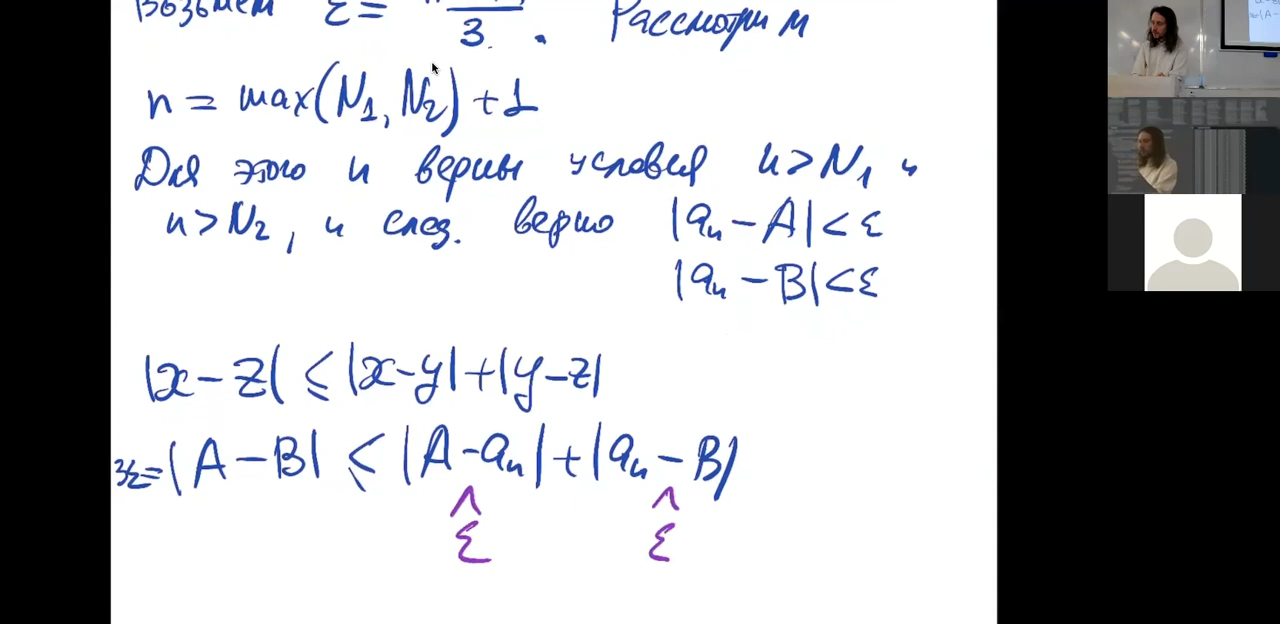 Возьмем ε = 3. Рассмотрим
n = max(N₁, N₂) + 1
Для этого n верны условия n > N₁ и
n > N₂, и след. верно |aₙ - A| < ε
|aₙ - B| < ε
|x - z| ≤ |x - y| + |y - z|
3ε = |A - B| ≤ |A - aₙ| + |aₙ - B|
∧ ∧
ε ε